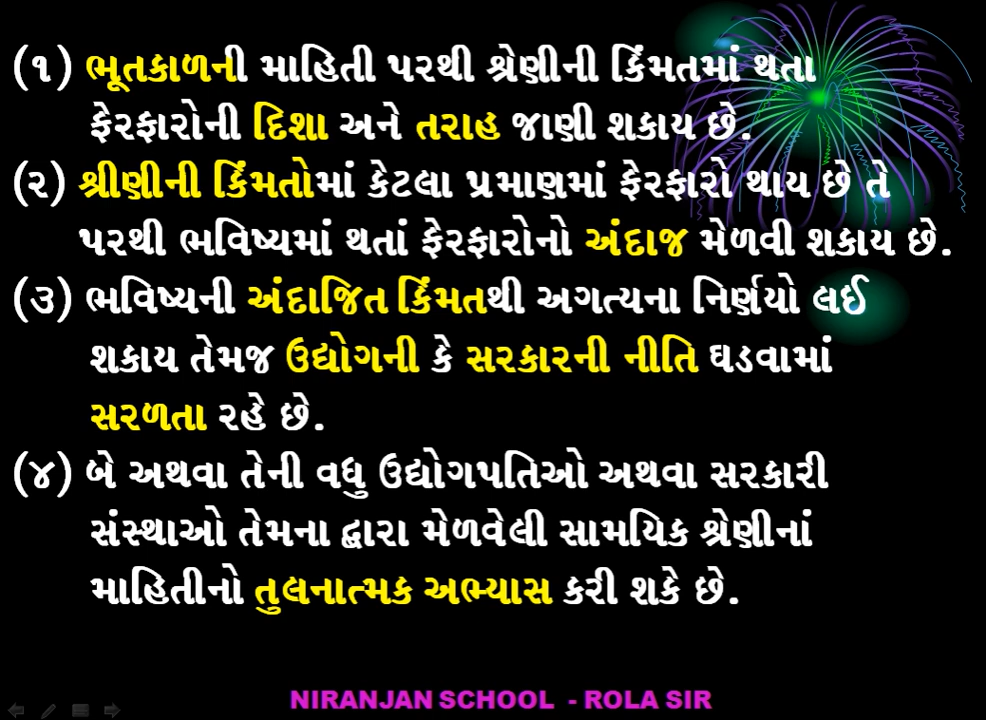 (૧) ભૂતકાળની માહિતી પરથી શ્રેણીની કિંમતમાં થતા
ફેરફારોની દિશા અને તરાહ જાણી શકાય છે.
(૨) શ્રીણીની કિંમતોમાં કેટલા પ્રમાણમાં ફેરફારો થાય છે તે
પરથી ભવિષ્યમાં થતાં ફેરફારોનો અંદાજ મેળવી શકાય છે.
(૩) ભવિષ્યની અંદાજિત કિંમતથી અગત્યના નિર્ણયો લઈ
શકાય તેમજ ઉદ્યોગની કે સરકારની નીતિ ઘડવામાં
સરળતા રહે છે.
(૪) બે અથવા તેની વધુ ઉદ્યોગપતિઓ અથવા સરકારી
સંસ્થાઓ તેમના દ્વારા મેળવેલી સામયિક શ્રેણીનાં
માહિતીનો તુલનાત્મક અભ્યાસ કરી શકે છે.
NIRANJAN SCHOOL - ROLA SIR